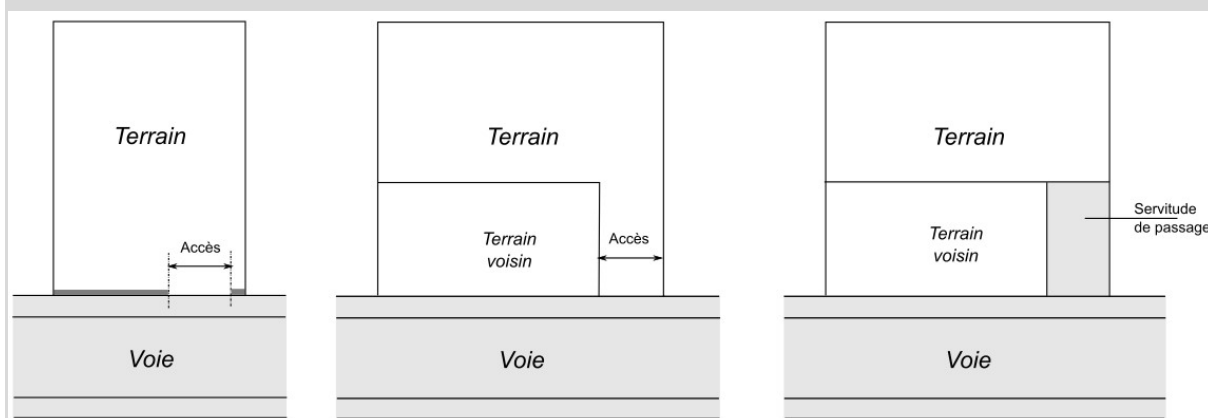 Terrain
Accès
Voie
Terrain
Terrain
voisin
Accès
Voie
Terrain
Terrain
voisin
Servitude
de passage
Voie